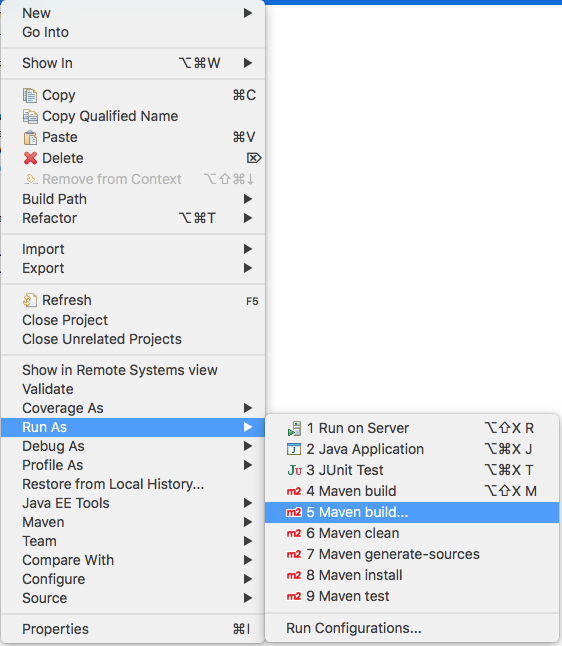 New
Go Into
Show In ⌥⌘W
Copy ⌘C
Copy Qualified Name
Paste ⌘V
Delete ⌦
Remove from Context ⌥⇧⌘↓
Build Path
Refactor ⌥⌘T
Import
Export
Refresh F5
Close Project
Close Unrelated Projects
Show in Remote Systems view
Validate
Coverage As
Run As
Debug As
Profile As
Restore from Local History...
Java EE Tools
Maven
Team
Compare With
Configure
Source
Properties ⌘I
1 Run on Server ⌥⇧X R
J 2 Java Application ⌥⌘X J
JU 3 JUnit Test ⌥⌘X T
m2 4 Maven build ⌥⇧X M
m2 5 Maven build...
m2 6 Maven clean
m2 7 Maven generate-sources
m2 8 Maven install
m2 9 Maven test
Run Configurations...